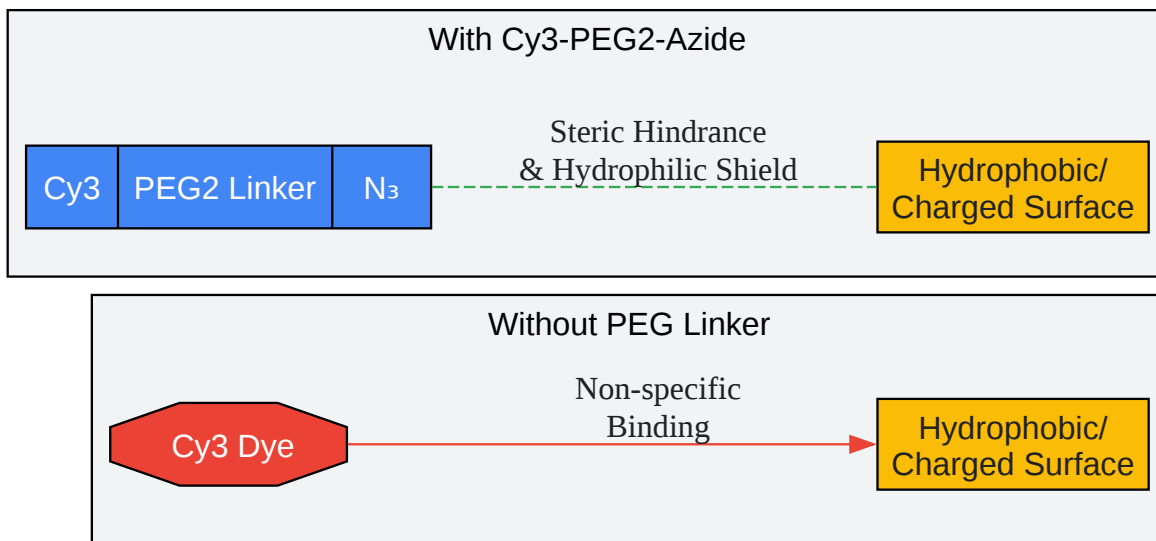 With Cy3-PEG2-Azide
Steric Hindrance
& Hydrophilic Shield
Cy3
PEG2 Linker
N₃
Hydrophobic/
Charged Surface
Without PEG Linker
Non-specific
Binding
Cy3 Dye
Hydrophobic/
Charged Surface